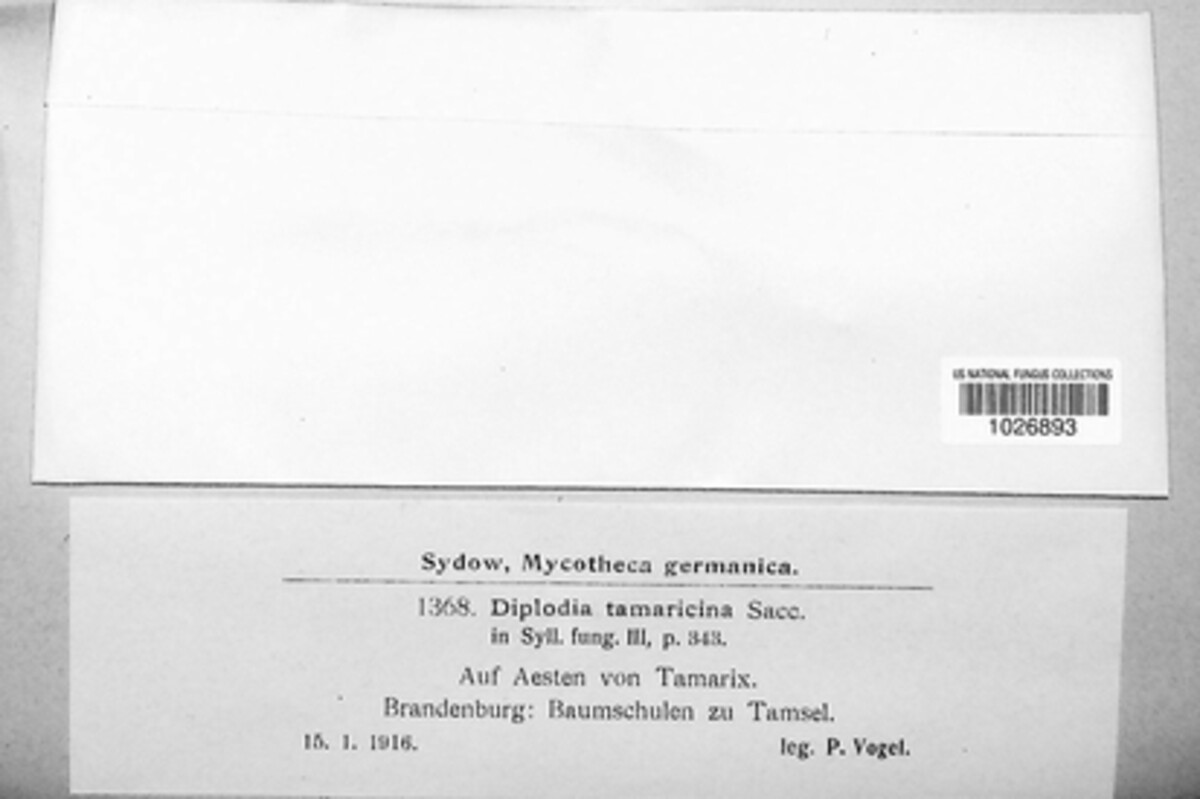 US NATIONAL FUNGUS COLLECTIONS
1026893
Sydow, Mycotheca germanica.
1368. Diplodia tamaricina Sacc.
in Syll. fung. III, p. 343.
Auf Aesten von Tamarix.
Brandenburg: Baumschulen zu Tamsel.
15. 1. 1916. leg. P. Vogel.